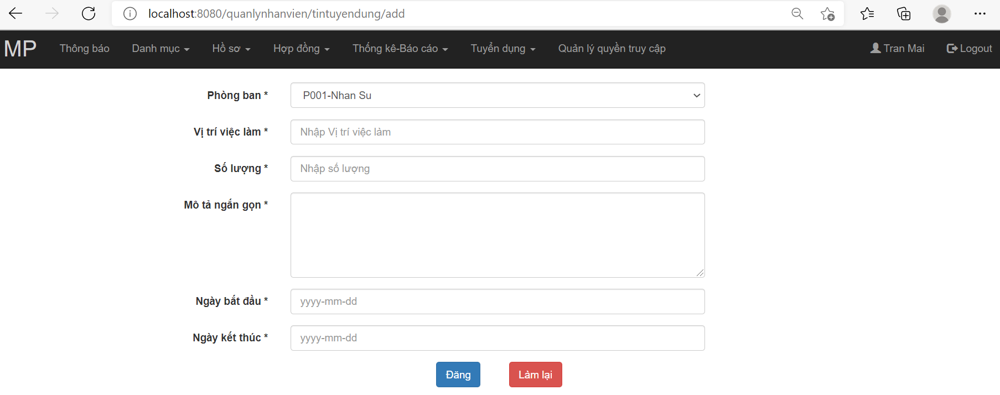 localhost:8080/quanlynhanvien/tintuyendung/add
MP Thông báo Danh mục Hồ sơ Hợp đồng Thống kê-Báo cáo Tuyển dụng Quản lý quyền truy cập Tran Mai Logout
Phòng ban * P001-Nhan Su
Vị trí việc làm * Nhập Vị trí việc làm
Số lượng * Nhập số lượng
Mô tả ngắn gọn *
Ngày bắt đầu * yyyy-mm-dd
Ngày kết thúc * yyyy-mm-dd
Đăng Làm lại